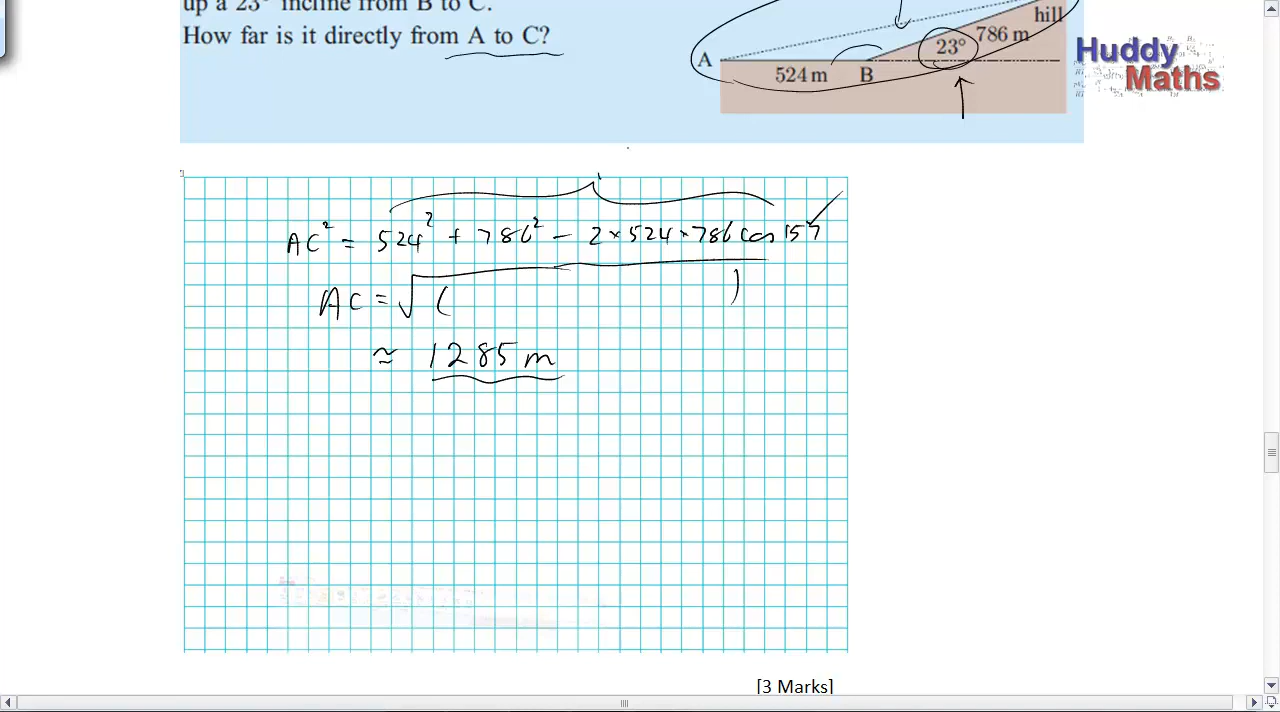 up a 23° incline from B to C.
How far is it directly from A to C?
hill
786 m
23°
A
524 m
B
Huddy
Maths
AC² = 524² + 786² - 2 × 524 × 786 cos 157
AC = √(            )
≈ 1285 m
[3 Marks]